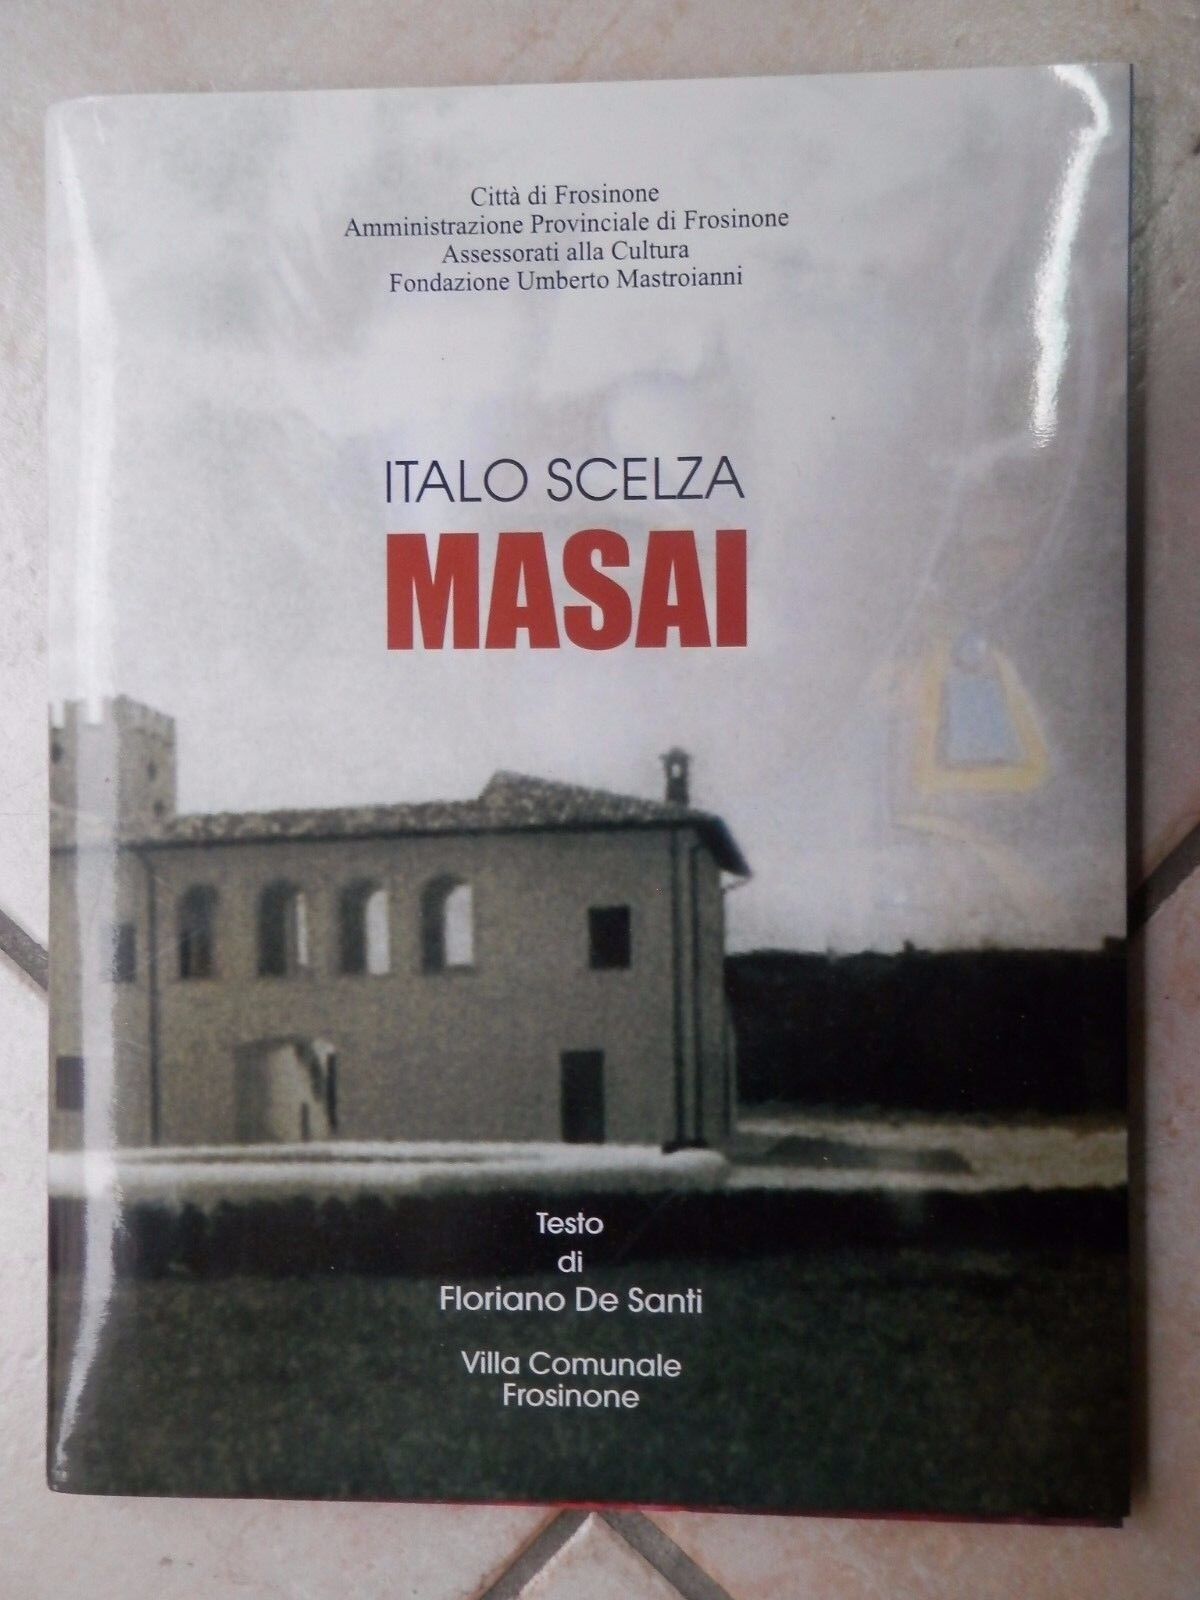 Città di Frosinone
Amministrazione Provinciale di Frosinone
Assessorati alla Cultura
Fondazione Umberto Mastroianni
ITALO SCELZA
MASAI
Testo
di
Floriano De Santi
Villa Comunale
Frosinone